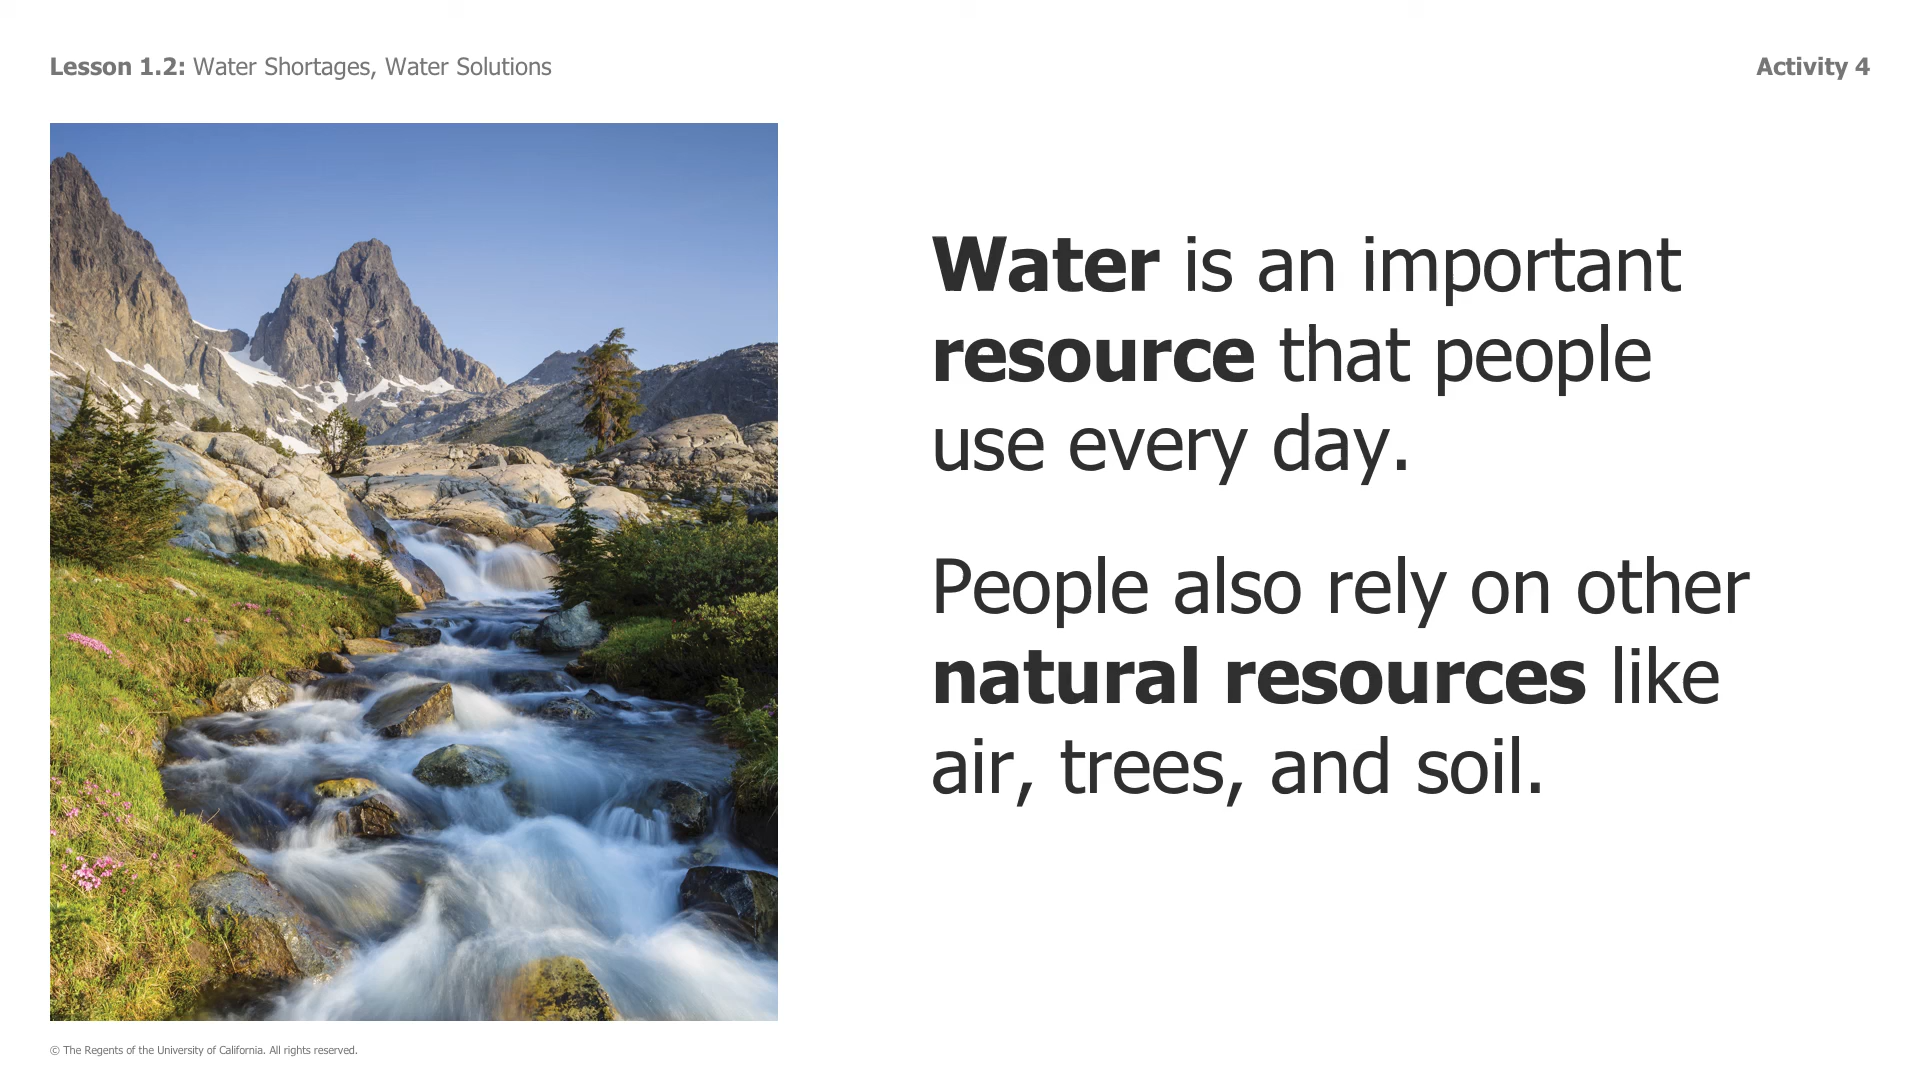 Lesson 1.2: Water Shortages, Water Solutions
Activity 4
Water is an important
resource that people
use every day.
People also rely on other
natural resources like
air, trees, and soil.
© The Regents of the University of California. All rights reserved.